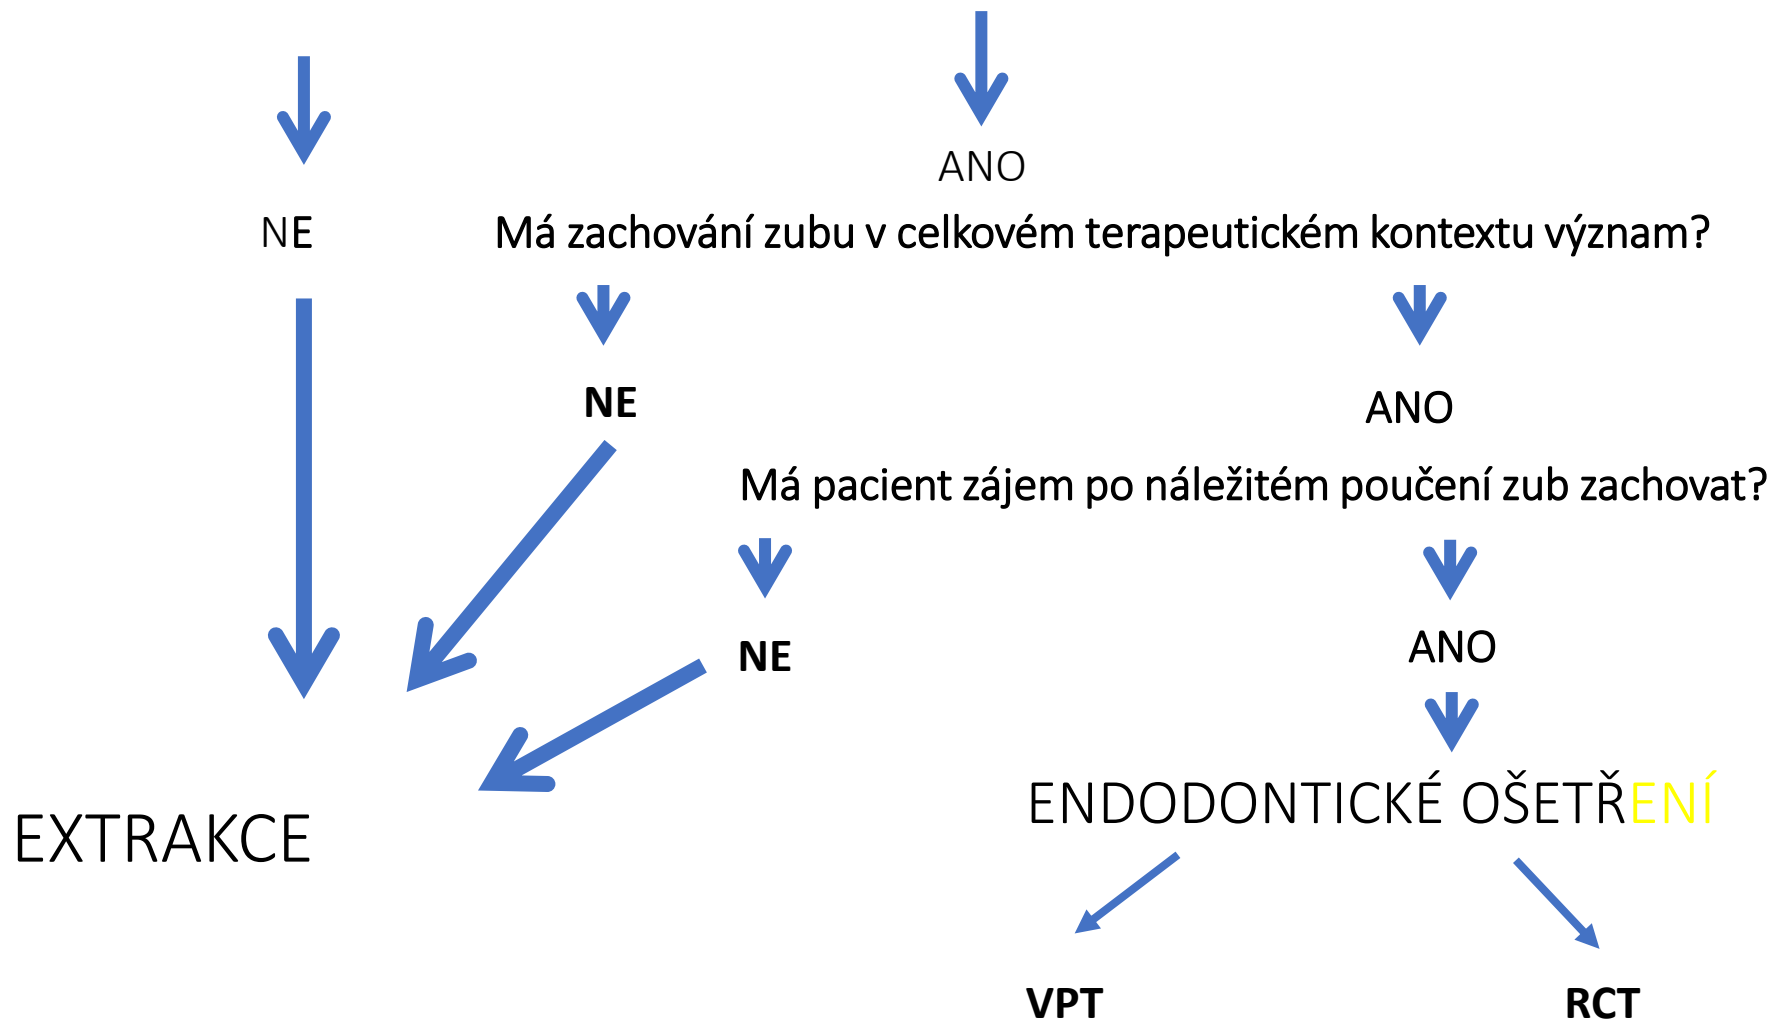 ANO
NE
Má zachování zubu v celkovém terapeutickém kontextu význam?
NE
ANO
Má pacient zájem po náležitém poučení zub zachovat?
NE
ANO
ENDODONTICKÉ OŠETŘENÍ
EXTRAKCE
VPT
RCT